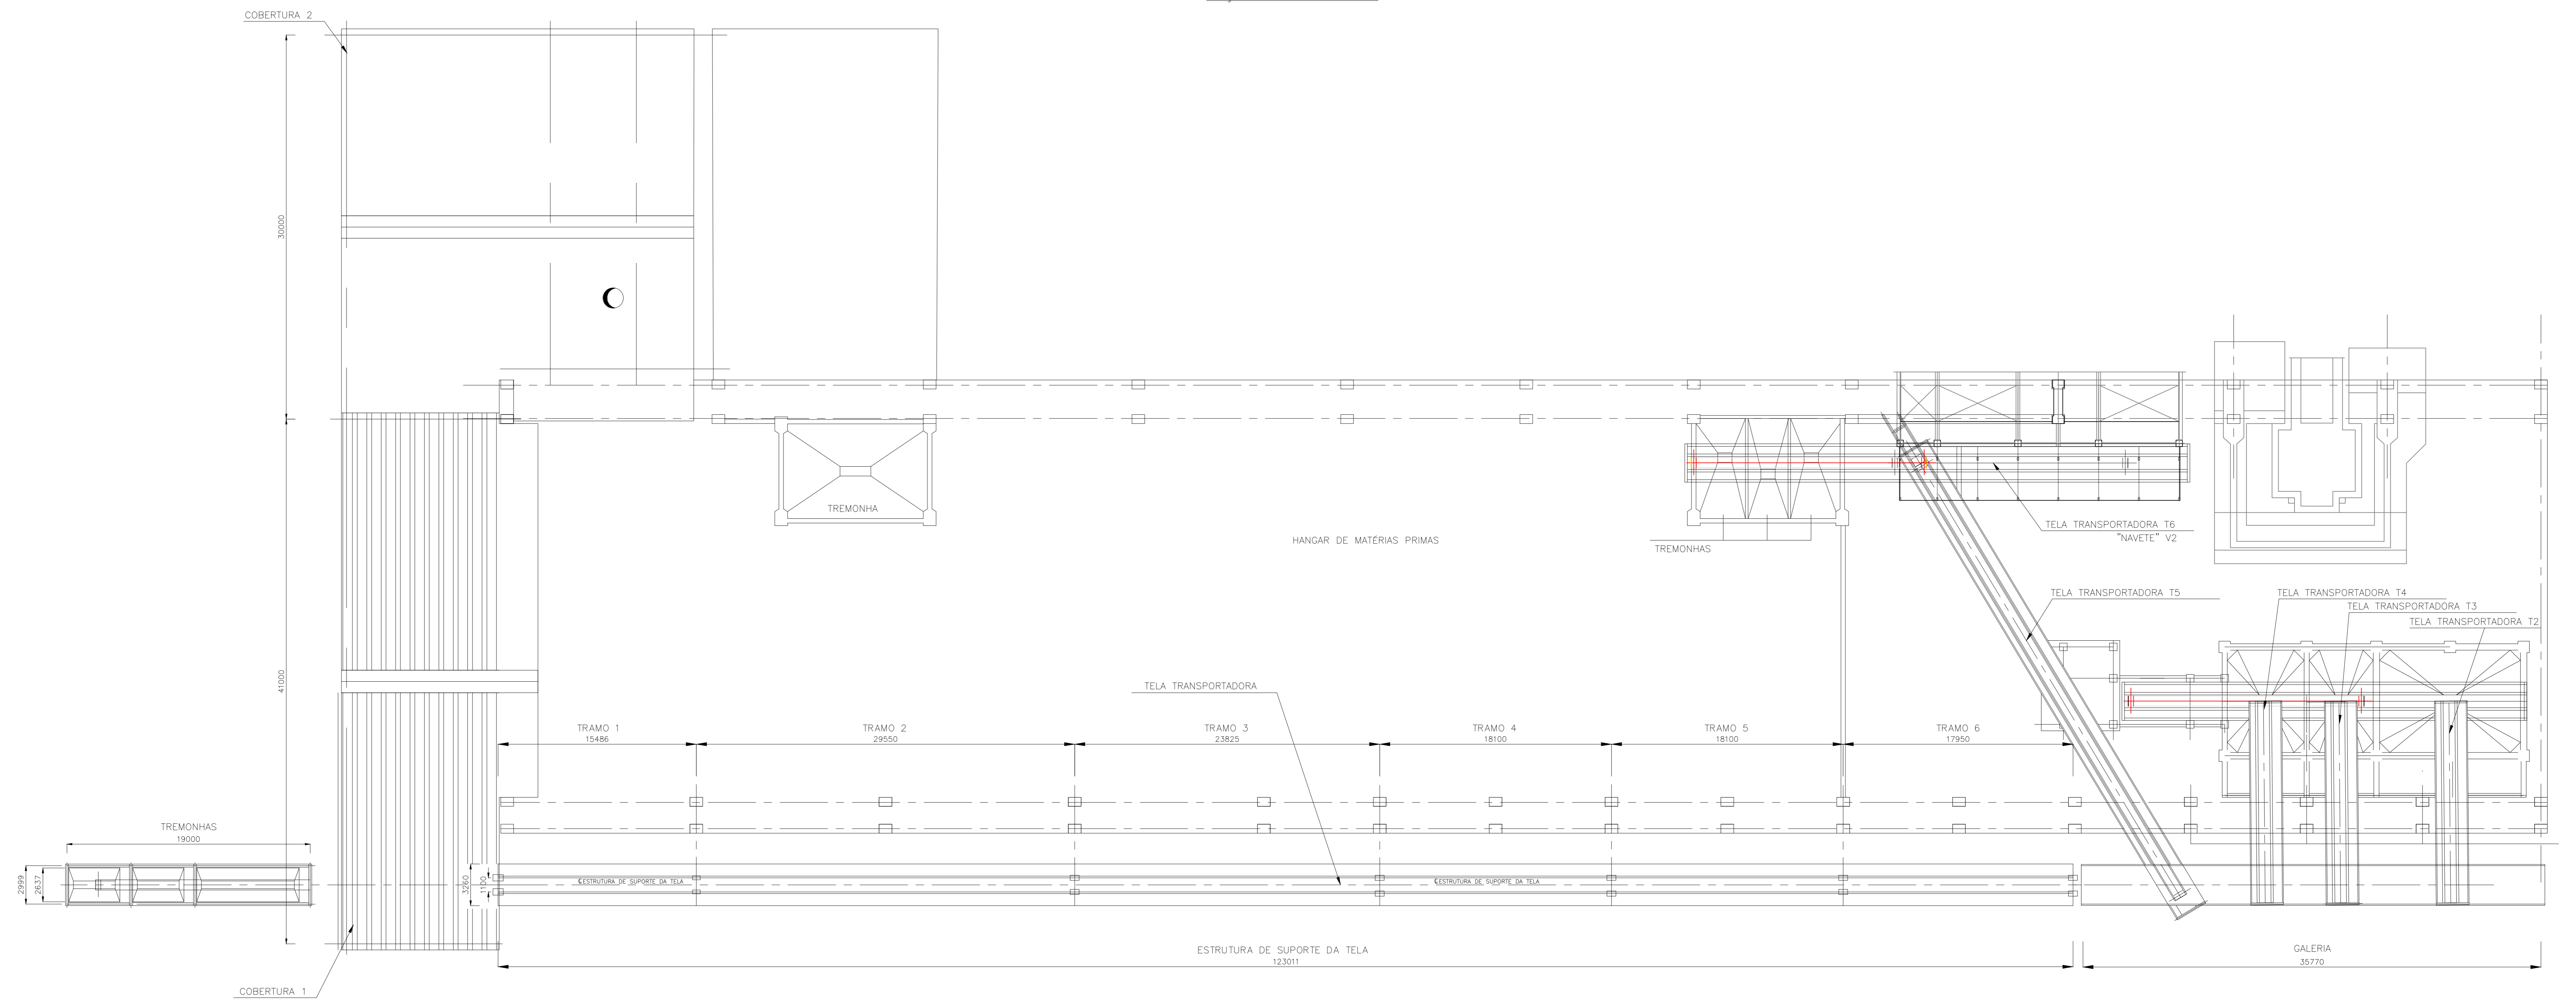 COBERTURA 2
30000
TREMONHA
HANGAR DE MATÉRIAS PRIMAS
TREMONHAS
TELA TRANSPORTADORA T6
"NAVETE" V2
TELA TRANSPORTADORA T5
TELA TRANSPORTADORA T4
TELA TRANSPORTADORA T3
TELA TRANSPORTADORA T2
41000
TELA TRANSPORTADORA
TRAMO 1
15486
TRAMO 2
29550
TRAMO 3
23825
TRAMO 4
18100
TRAMO 5
18100
TRAMO 6
17950
TREMONHAS
19000
2999
2637
3260
1100
℄ESTRUTURA DE SUPORTE DA TELA
℄ESTRUTURA DE SUPORTE DA TELA
ESTRUTURA DE SUPORTE DA TELA
123011
GALERIA
35770
COBERTURA 1